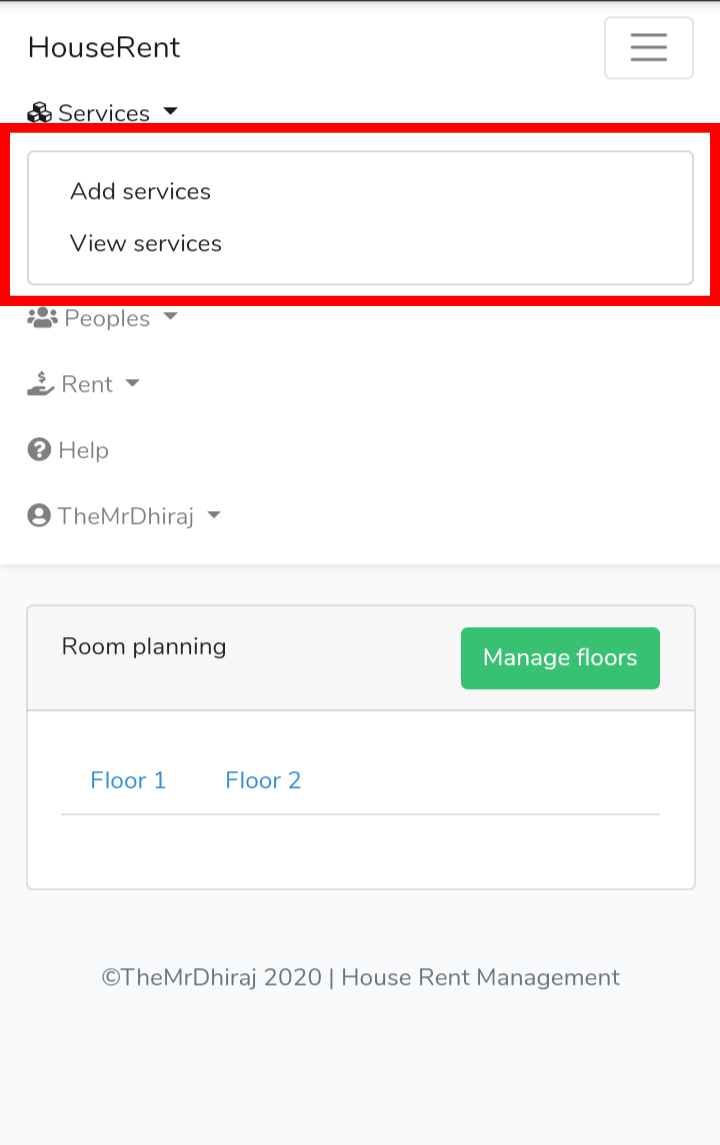 HouseRent
Services
Add services
View services
Peoples
Rent
Help
TheMrDhiraj
Room planning
Manage floors
Floor 1 Floor 2
©TheMrDhiraj 2020 | House Rent Management